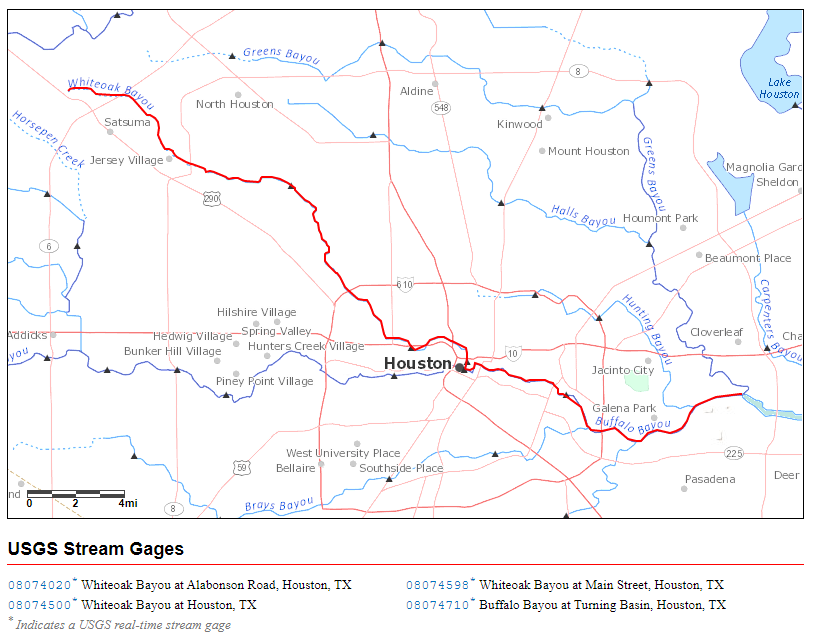 Greens Bayou
8
Lake
Houston
Whiteoak Bayou
Aldine
North Houston
548
Horsepen Creek
Satsuma
Kinwood
Jersey Village
Mount Houston
Greens Bayou
Magnolia Gard
Sheldon
290
Halls Bayou
Houmont Park
6
Beaumont Place
610
Hunting Bayou
Carpenters Bayou
Hilshire Village
Addicks
Hedwig Village
Spring Valley
Cloverleaf
Cha
Bunker Hill Village
Hunters Creek Village
10
ayou
Houston
Jacinto City
Piney Point Village
Galena Park
Buffalo Bayou
West University Place
225
Bellaire
Southside Place
59
Pasadena
Deer
nd
0 2 4mi
8
Brays Bayou
USGS Stream Gages
08074020* Whiteoak Bayou at Alabonson Road, Houston, TX
08074598* Whiteoak Bayou at Main Street, Houston, TX
08074500* Whiteoak Bayou at Houston, TX
08074710* Buffalo Bayou at Turning Basin, Houston, TX
* Indicates a USGS real-time stream gage